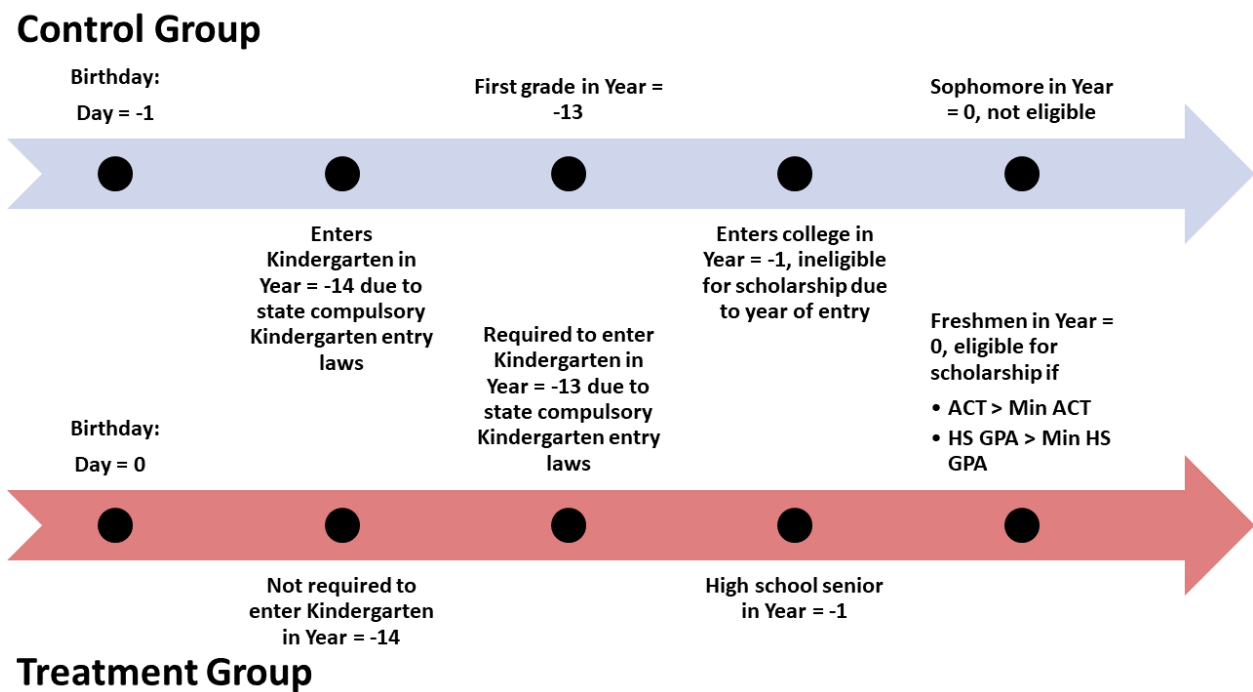 Control Group
Birthday:
Day = -1
Enters
Kindergarten in
Year = -14 due to
state compulsory
Kindergarten entry
laws
First grade in Year =
-13
Enters college in
Year = -1, ineligible
for scholarship due
to year of entry
Sophomore in Year
= 0, not eligible
Birthday:
Day = 0
Not required to
enter Kindergarten
in Year = -14
Required to enter
Kindergarten in
Year = -13 due to
state compulsory
Kindergarten entry
laws
High school senior
in Year = -1
Freshmen in Year =
0, eligible for
scholarship if
• ACT > Min ACT
• HS GPA > Min HS
GPA
Treatment Group